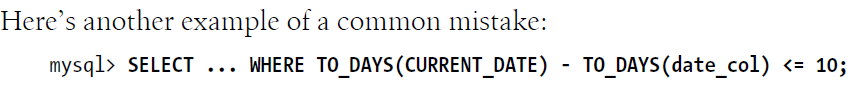 Here’s another example of a common mistake:
mysql> SELECT ... WHERE TO_DAYS(CURRENT_DATE) - TO_DAYS(date_col) <= 10;